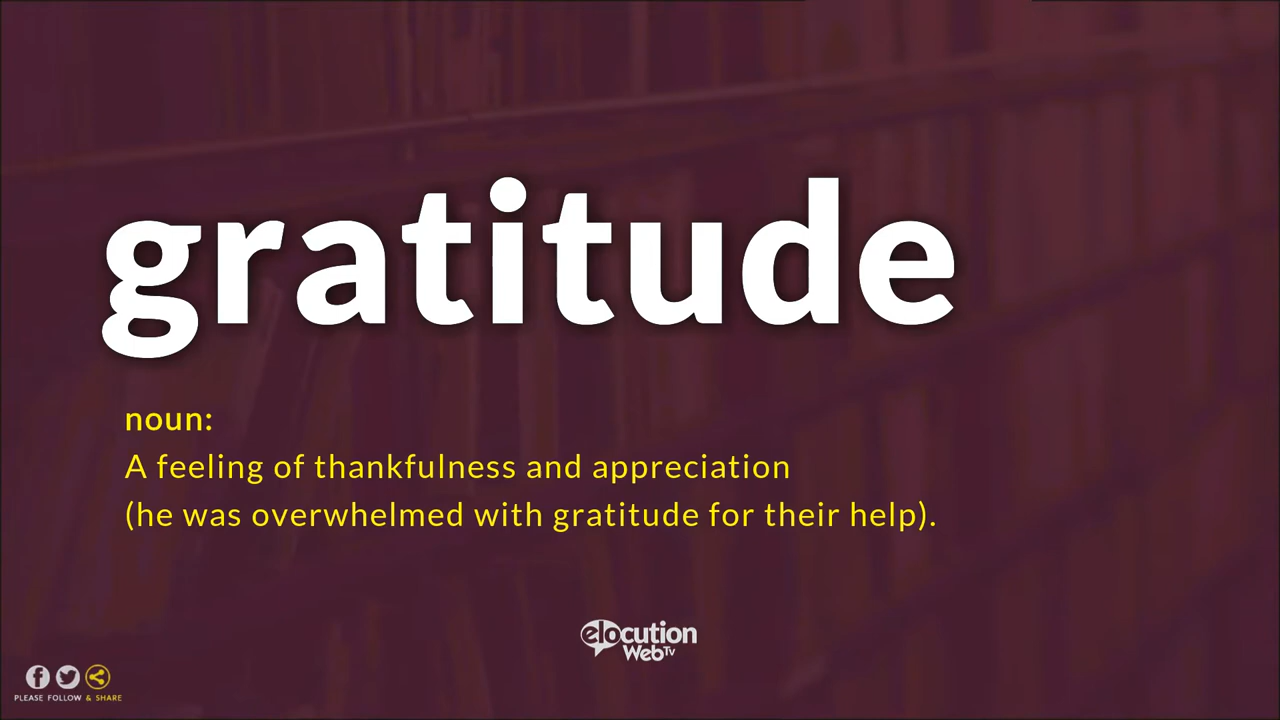 gratitude
noun:
A feeling of thankfulness and appreciation
(he was overwhelmed with gratitude for their help).
elocution
WebTv
PLEASE FOLLOW & SHARE